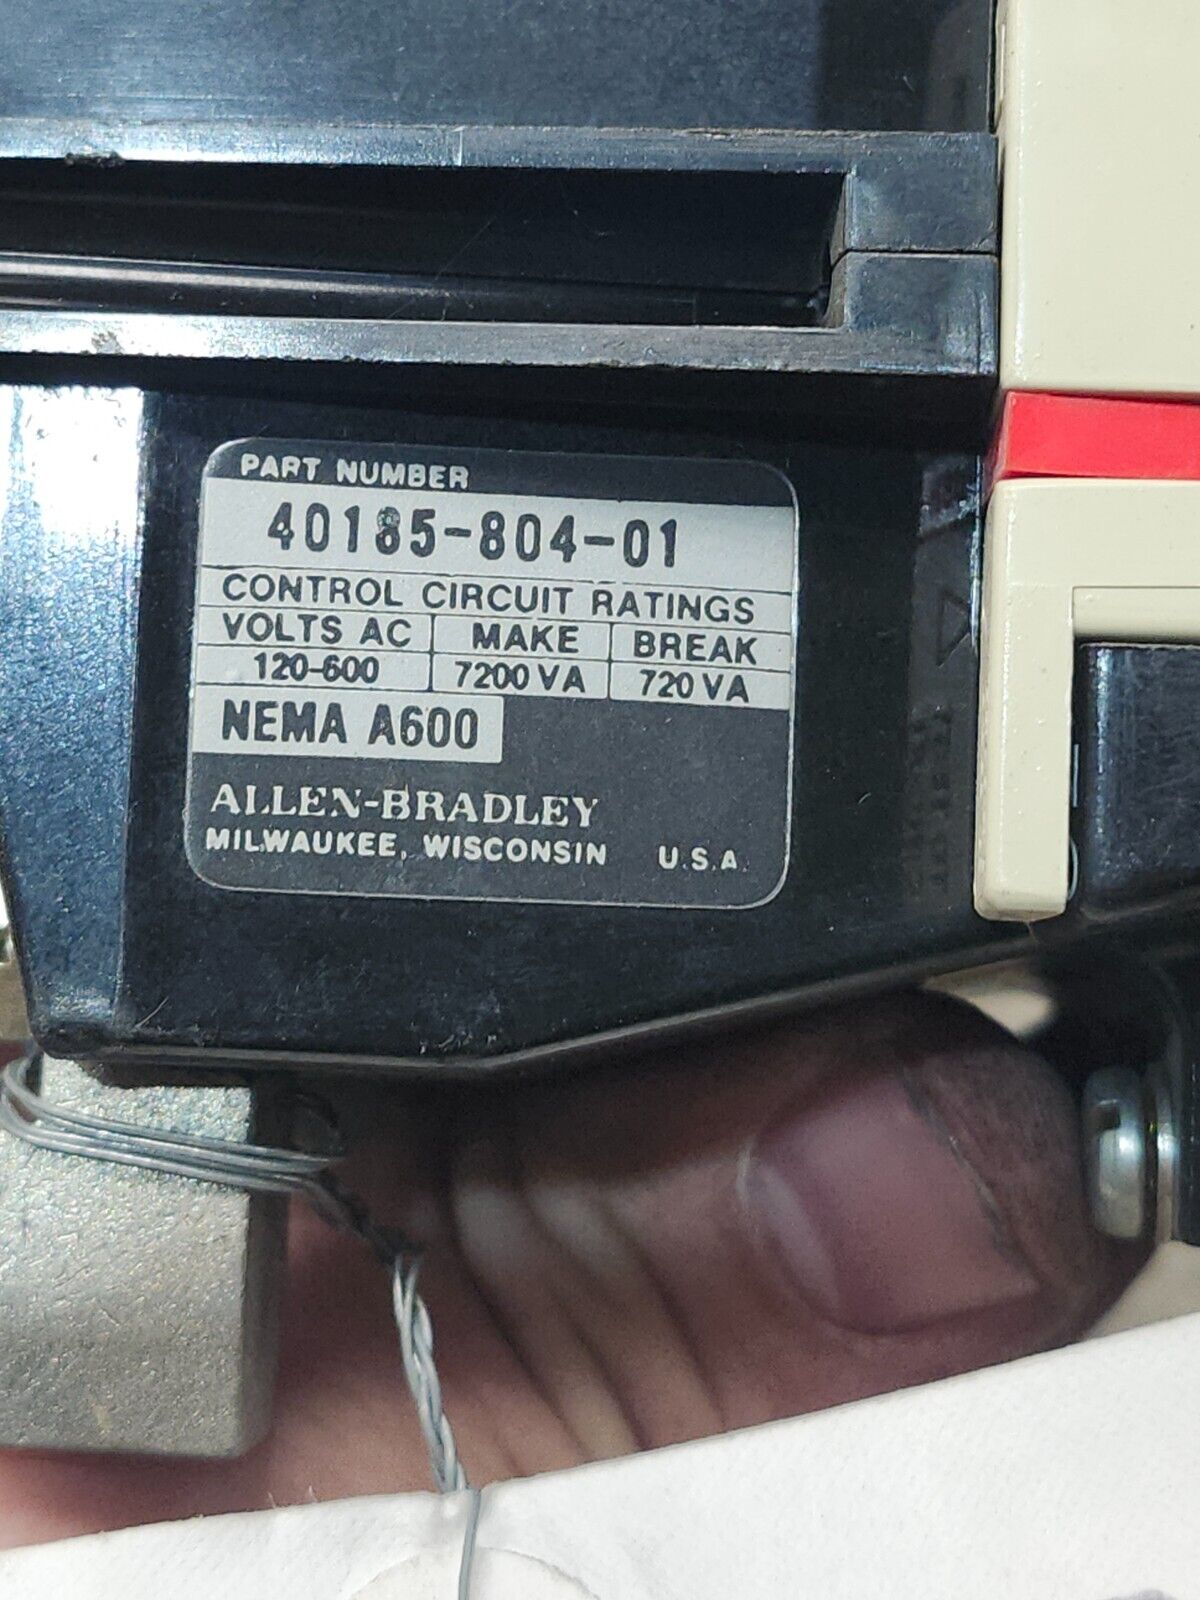 PART NUMBER
40185-804-01
CONTROL CIRCUIT RATINGS
VOLTS AC MAKE BREAK
120-600 7200 VA 720 VA
NEMA A600
ALLEN-BRADLEY
MILWAUKEE, WISCONSIN U.S.A.